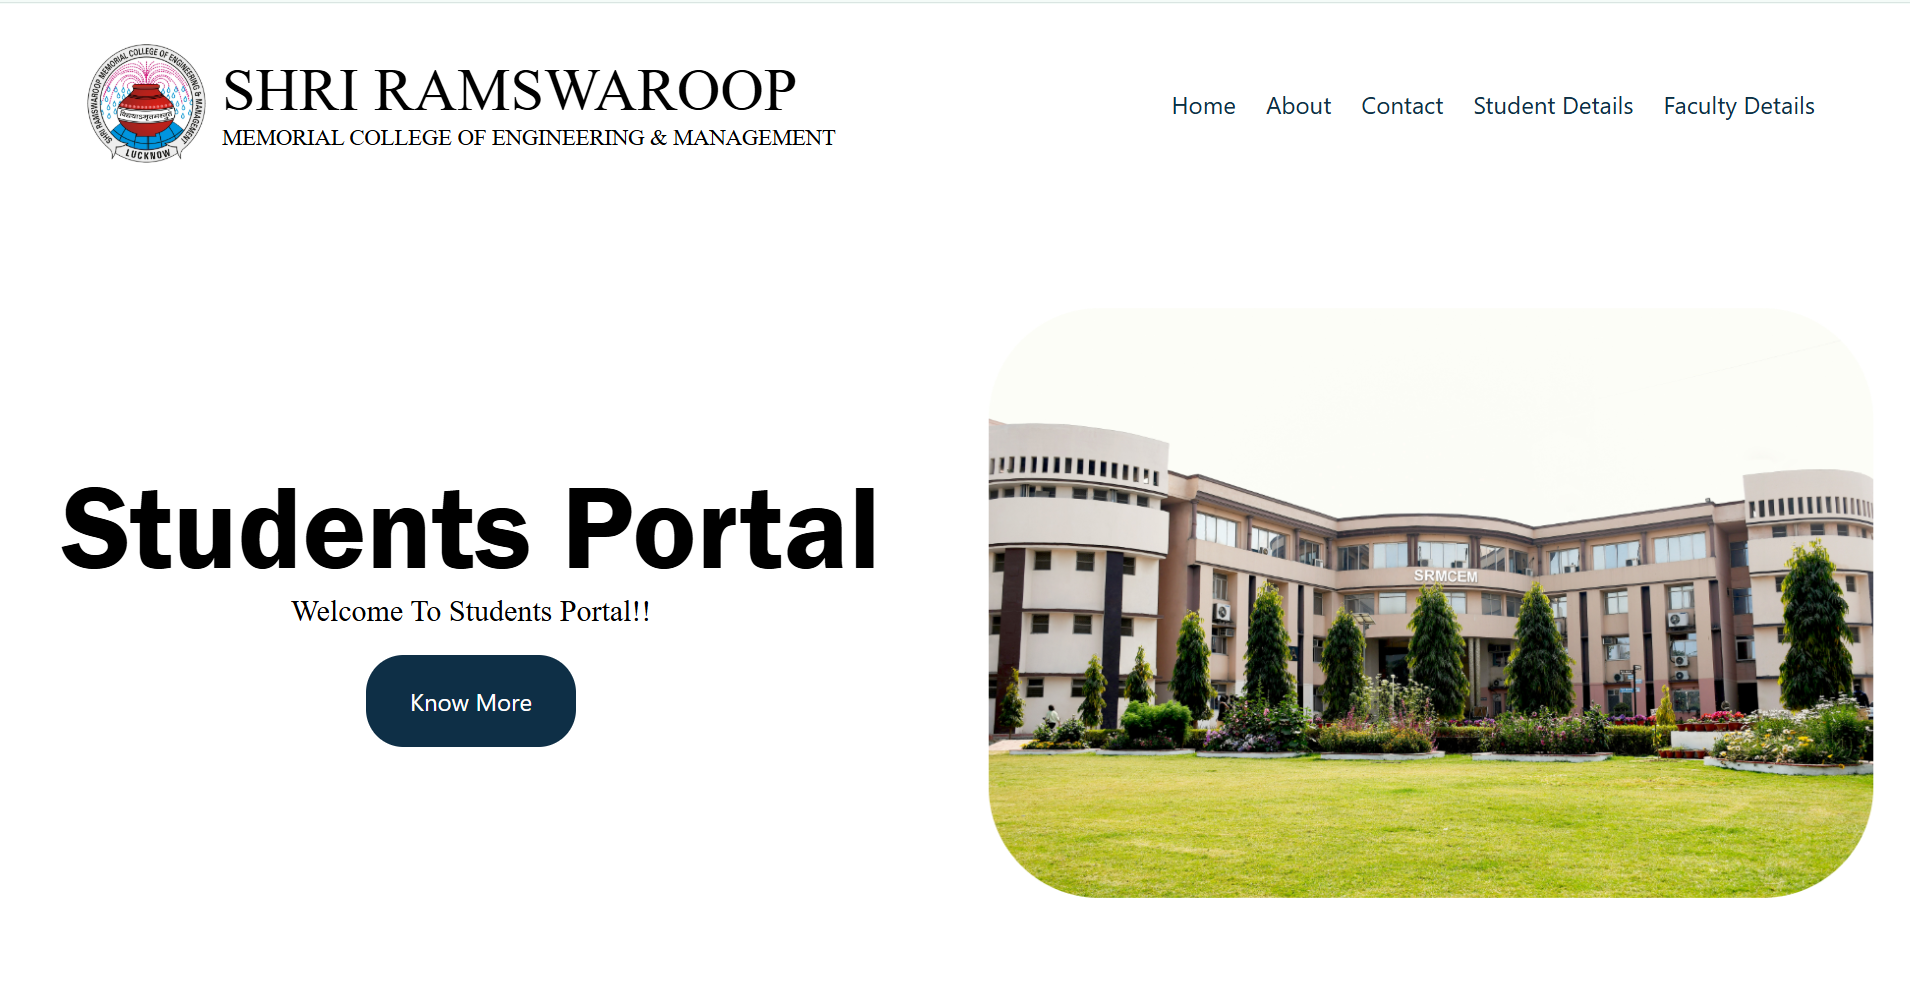 SHRI RAMSWAROOP MEMORIAL COLLEGE OF ENGINEERING & MANAGEMENT
LUCKNOW
SHRI RAMSWAROOP
MEMORIAL COLLEGE OF ENGINEERING & MANAGEMENT
Home About Contact Student Details Faculty Details
Students Portal
Welcome To Students Portal!!
Know More
SRMCEM